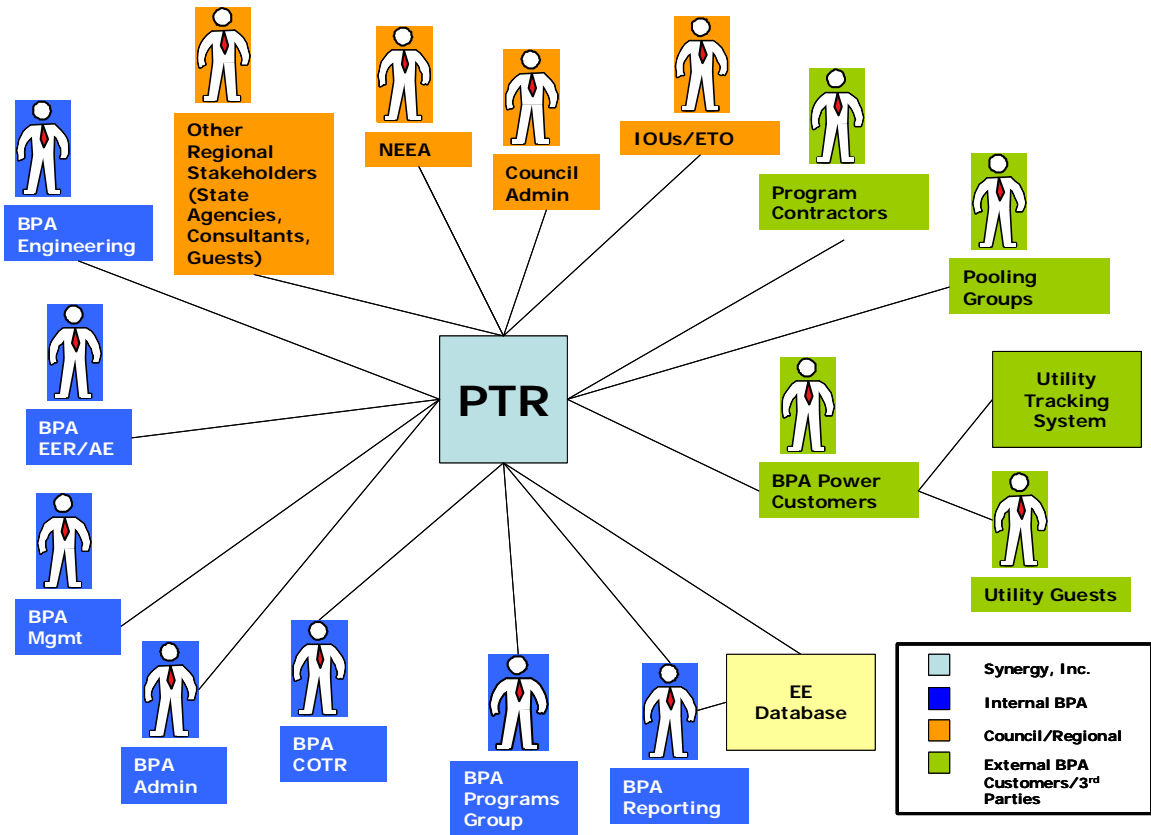 Other
Regional
Stakeholders
(State
Agencies,
Consultants,
Guests)
NEEA
Council
Admin
IOUs/ETO
Program
Contractors
Pooling
Groups
BPA
Engineering
BPA
EER/AE
BPA
Mgmt
BPA
Admin
BPA
COTR
BPA
Programs
Group
BPA
Reporting
EE
Database
PTR
BPA Power
Customers
Utility
Tracking
System
Utility Guests
Synergy, Inc.
Internal BPA
Council/Regional
External BPA
Customers/3rd
Parties